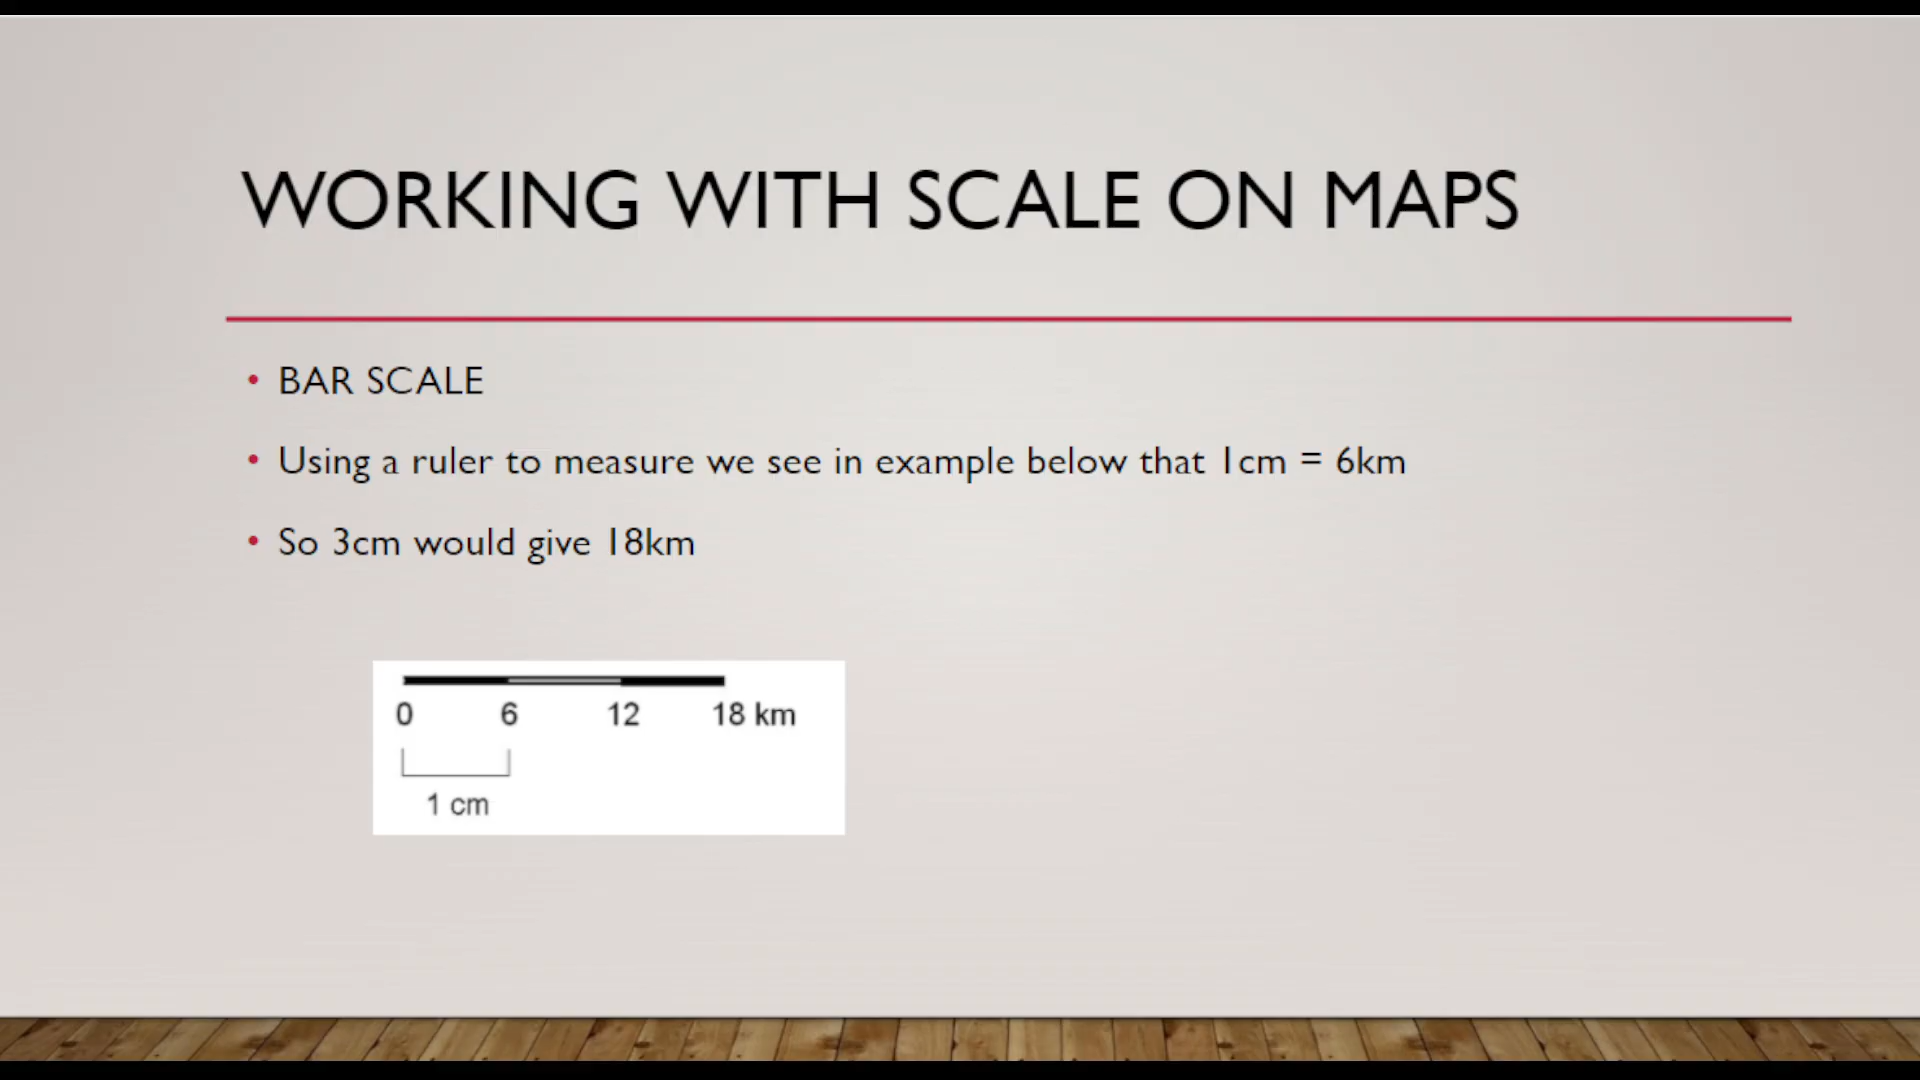 WORKING WITH SCALE ON MAPS
• BAR SCALE
• Using a ruler to measure we see in example below that 1cm = 6km
• So 3cm would give 18km
0 6 12 18 km
1 cm